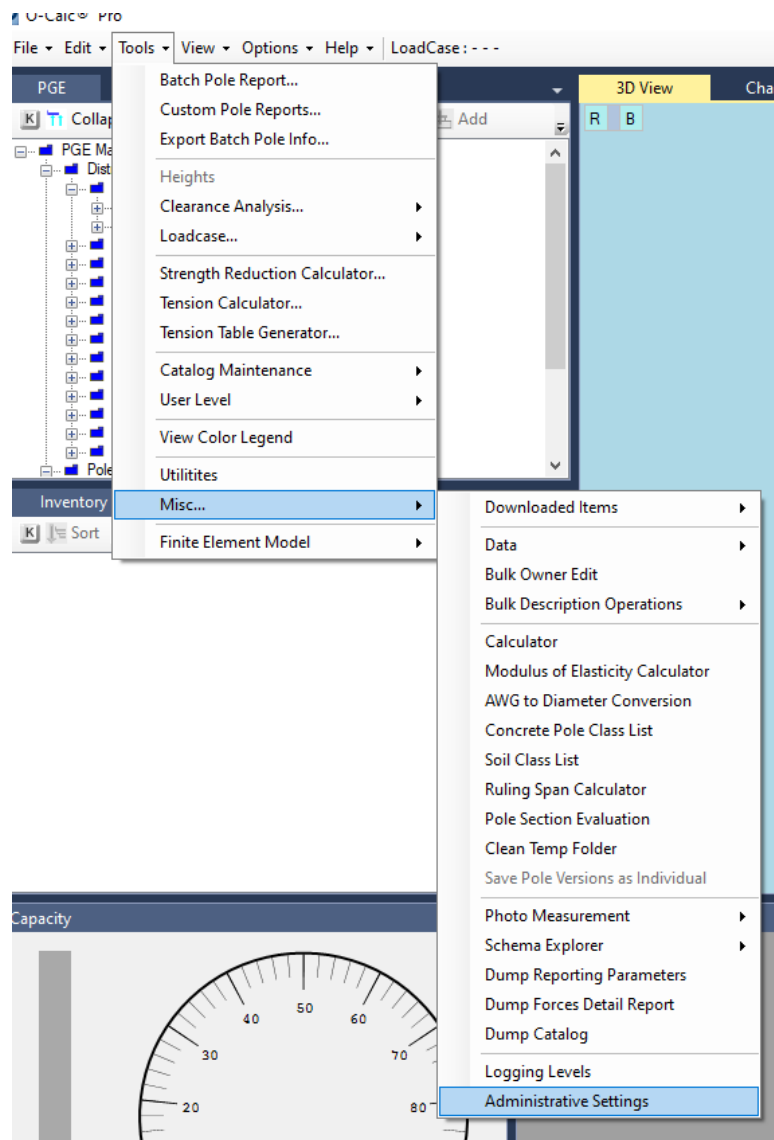 O-Calc® Pro
File Edit Tools View Options Help LoadCase : - - -
PGE
3D View
K Add
R B
PGE
Batch Pole Report...
Custom Pole Reports...
Export Batch Pole Info...
Heights
Clearance Analysis...
Loadcase...
Strength Reduction Calculator...
Tension Calculator...
Tension Table Generator...
Catalog Maintenance
User Level
View Color Legend
Utilitites
Misc...
Finite Element Model
Pole
Inventory
K Sort
Downloaded Items
Data
Bulk Owner Edit
Bulk Description Operations
Calculator
Modulus of Elasticity Calculator
AWG to Diameter Conversion
Concrete Pole Class List
Soil Class List
Ruling Span Calculator
Pole Section Evaluation
Clean Temp Folder
Save Pole Versions as Individual
Photo Measurement
Schema Explorer
Dump Reporting Parameters
Dump Forces Detail Report
Dump Catalog
Logging Levels
Administrative Settings
Capacity
20 30 40 50 60 70 80